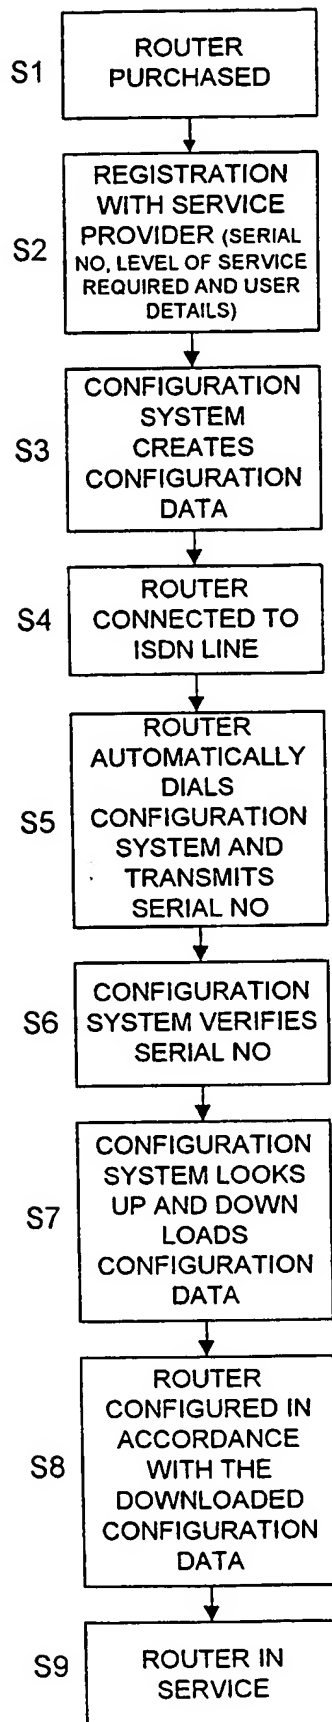 S1
ROUTER
PURCHASED
S2
REGISTRATION
WITH SERVICE
PROVIDER (SERIAL
NO, LEVEL OF SERVICE
REQUIRED AND USER
DETAILS)
S3
CONFIGURATION
SYSTEM
CREATES
CONFIGURATION
DATA
S4
ROUTER
CONNECTED TO
ISDN LINE
S5
ROUTER
AUTOMATICALLY
DIALS
CONFIGURATION
SYSTEM AND
TRANSMITS
SERIAL NO
S6
CONFIGURATION
SYSTEM VERIFIES
SERIAL NO
S7
CONFIGURATION
SYSTEM LOOKS
UP AND DOWN
LOADS
CONFIGURATION
DATA
S8
ROUTER
CONFIGURED IN
ACCORDANCE
WITH THE
DOWNLOADED
CONFIGURATION
DATA
S9
ROUTER IN
SERVICE